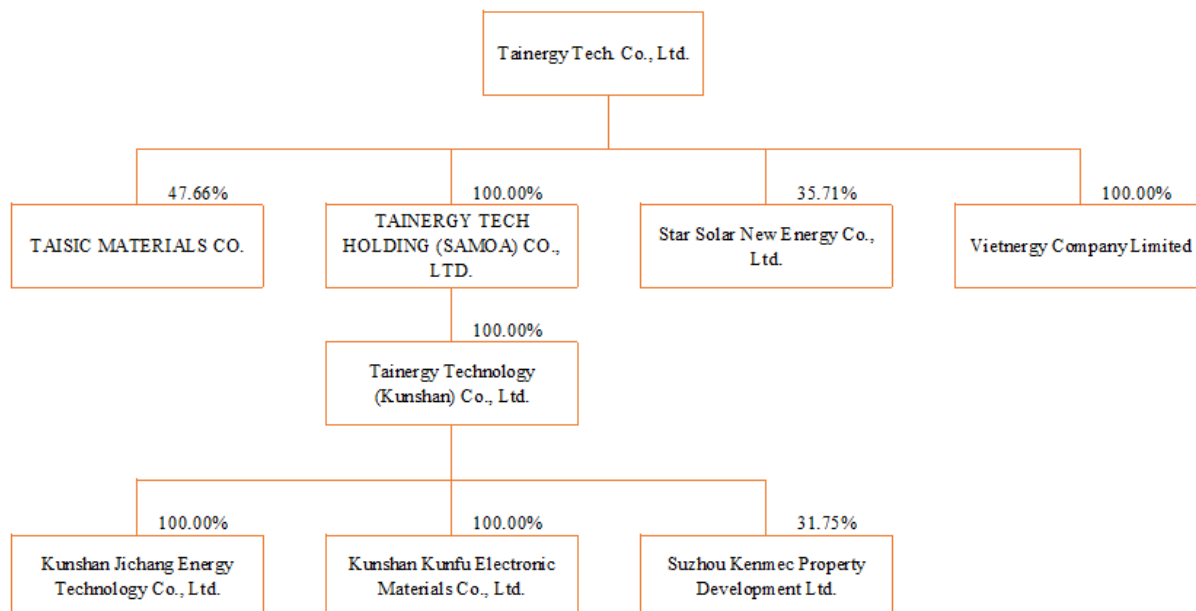 Tainergy Tech. Co., Ltd.
47.66%
100.00%
35.71%
100.00%
TAISIC MATERIALS CO.
TAINERGY TECH
HOLDING (SAMOA) CO.,
LTD.
Star Solar New Energy Co.,
Ltd.
Vietnergy Company Limited
100.00%
Tainergy Technology
(Kunshan) Co., Ltd.
100.00%
100.00%
31.75%
Kunshan Jichang Energy
Technology Co., Ltd.
Kunshan Kunfu Electronic
Materials Co., Ltd.
Suzhou Kenmec Property
Development Ltd.